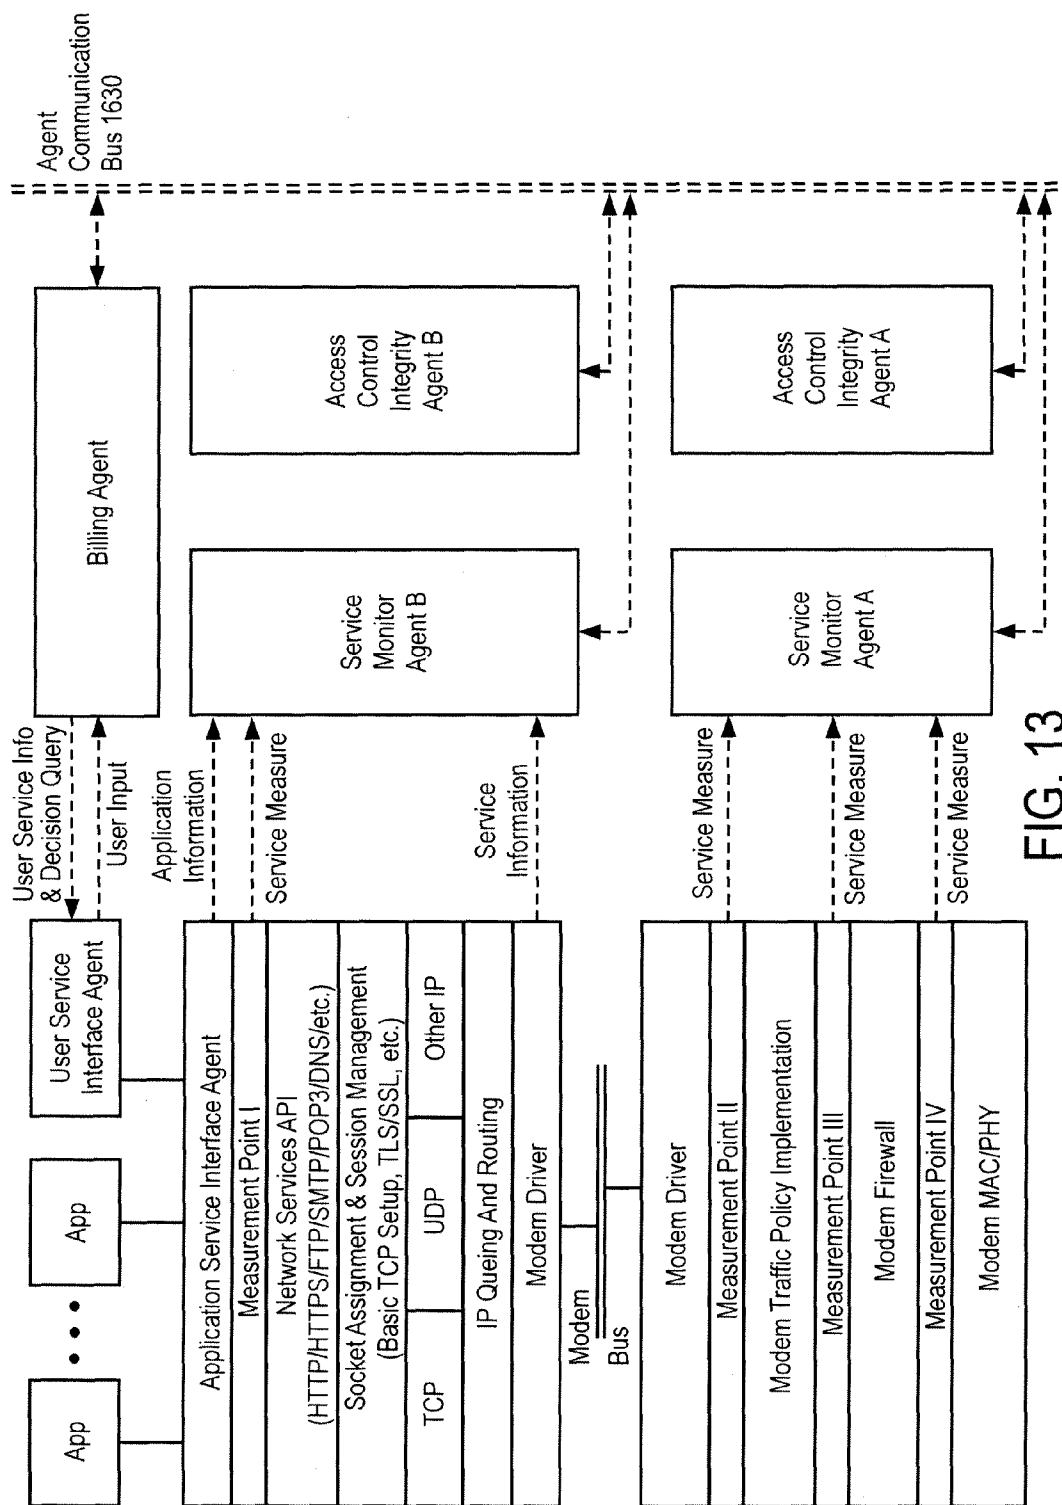 App
App
User Service
Interface Agent
User Service Info
& Decision Query
User Input
Billing Agent
Agent
Communication
Bus 1630
Application Service Interface Agent
Measurement Point I
Network Services API
(HTTP/HTTPS/FTP/SMTP/POP3/DNS/etc.)
Socket Assignment & Session Management
(Basic TCP Setup, TLS/SSL, etc.)
TCP
UDP
Other IP
IP Queing And Routing
Modem Driver
Application
Information
Service Measure
Service
Information
Service
Monitor
Agent B
Access
Control
Integrity
Agent B
Modem
Bus
Modem Driver
Measurement Point II
Modem Traffic Policy Implementation
Measurement Point III
Modem Firewall
Measurement Point IV
Modem MAC/PHY
Service Measure
Service Measure
Service Measure
Service
Monitor
Agent A
Access
Control
Integrity
Agent A
FIG. 13